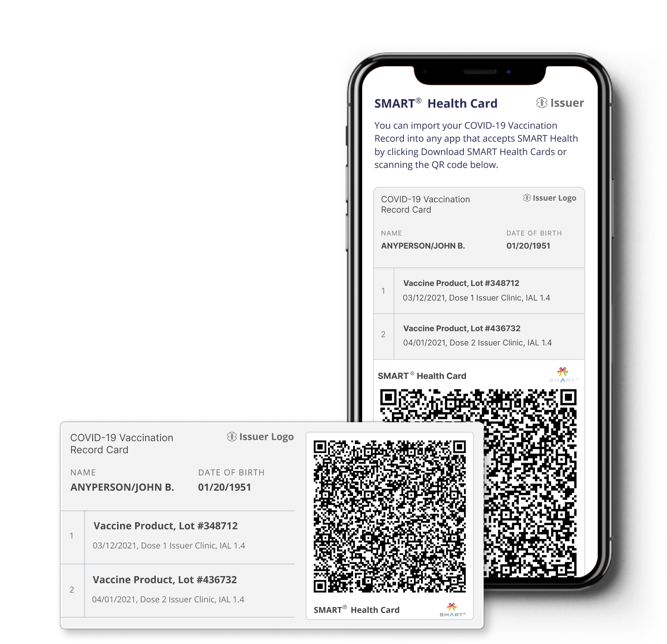 SMART® Health Card
Issuer
You can import your COVID-19 Vaccination
Record into any app that accepts SMART Health
by clicking Download SMART Health Cards or
scanning the QR code below.
COVID-19 Vaccination
Record Card
Issuer Logo
NAME
DATE OF BIRTH
ANYPERSON/JOHN B.
01/20/1951
1
Vaccine Product, Lot #348712
03/12/2021, Dose 1 Issuer Clinic, IAL 1.4
2
Vaccine Product, Lot #436732
04/01/2021, Dose 2 Issuer Clinic, IAL 1.4
SMART® Health Card
SMART®
COVID-19 Vaccination
Record Card
Issuer Logo
NAME
DATE OF BIRTH
ANYPERSON/JOHN B.
01/20/1951
1
Vaccine Product, Lot #348712
03/12/2021, Dose 1 Issuer Clinic, IAL 1.4
2
Vaccine Product, Lot #436732
04/01/2021, Dose 2 Issuer Clinic, IAL 1.4
SMART® Health Card
SMART®